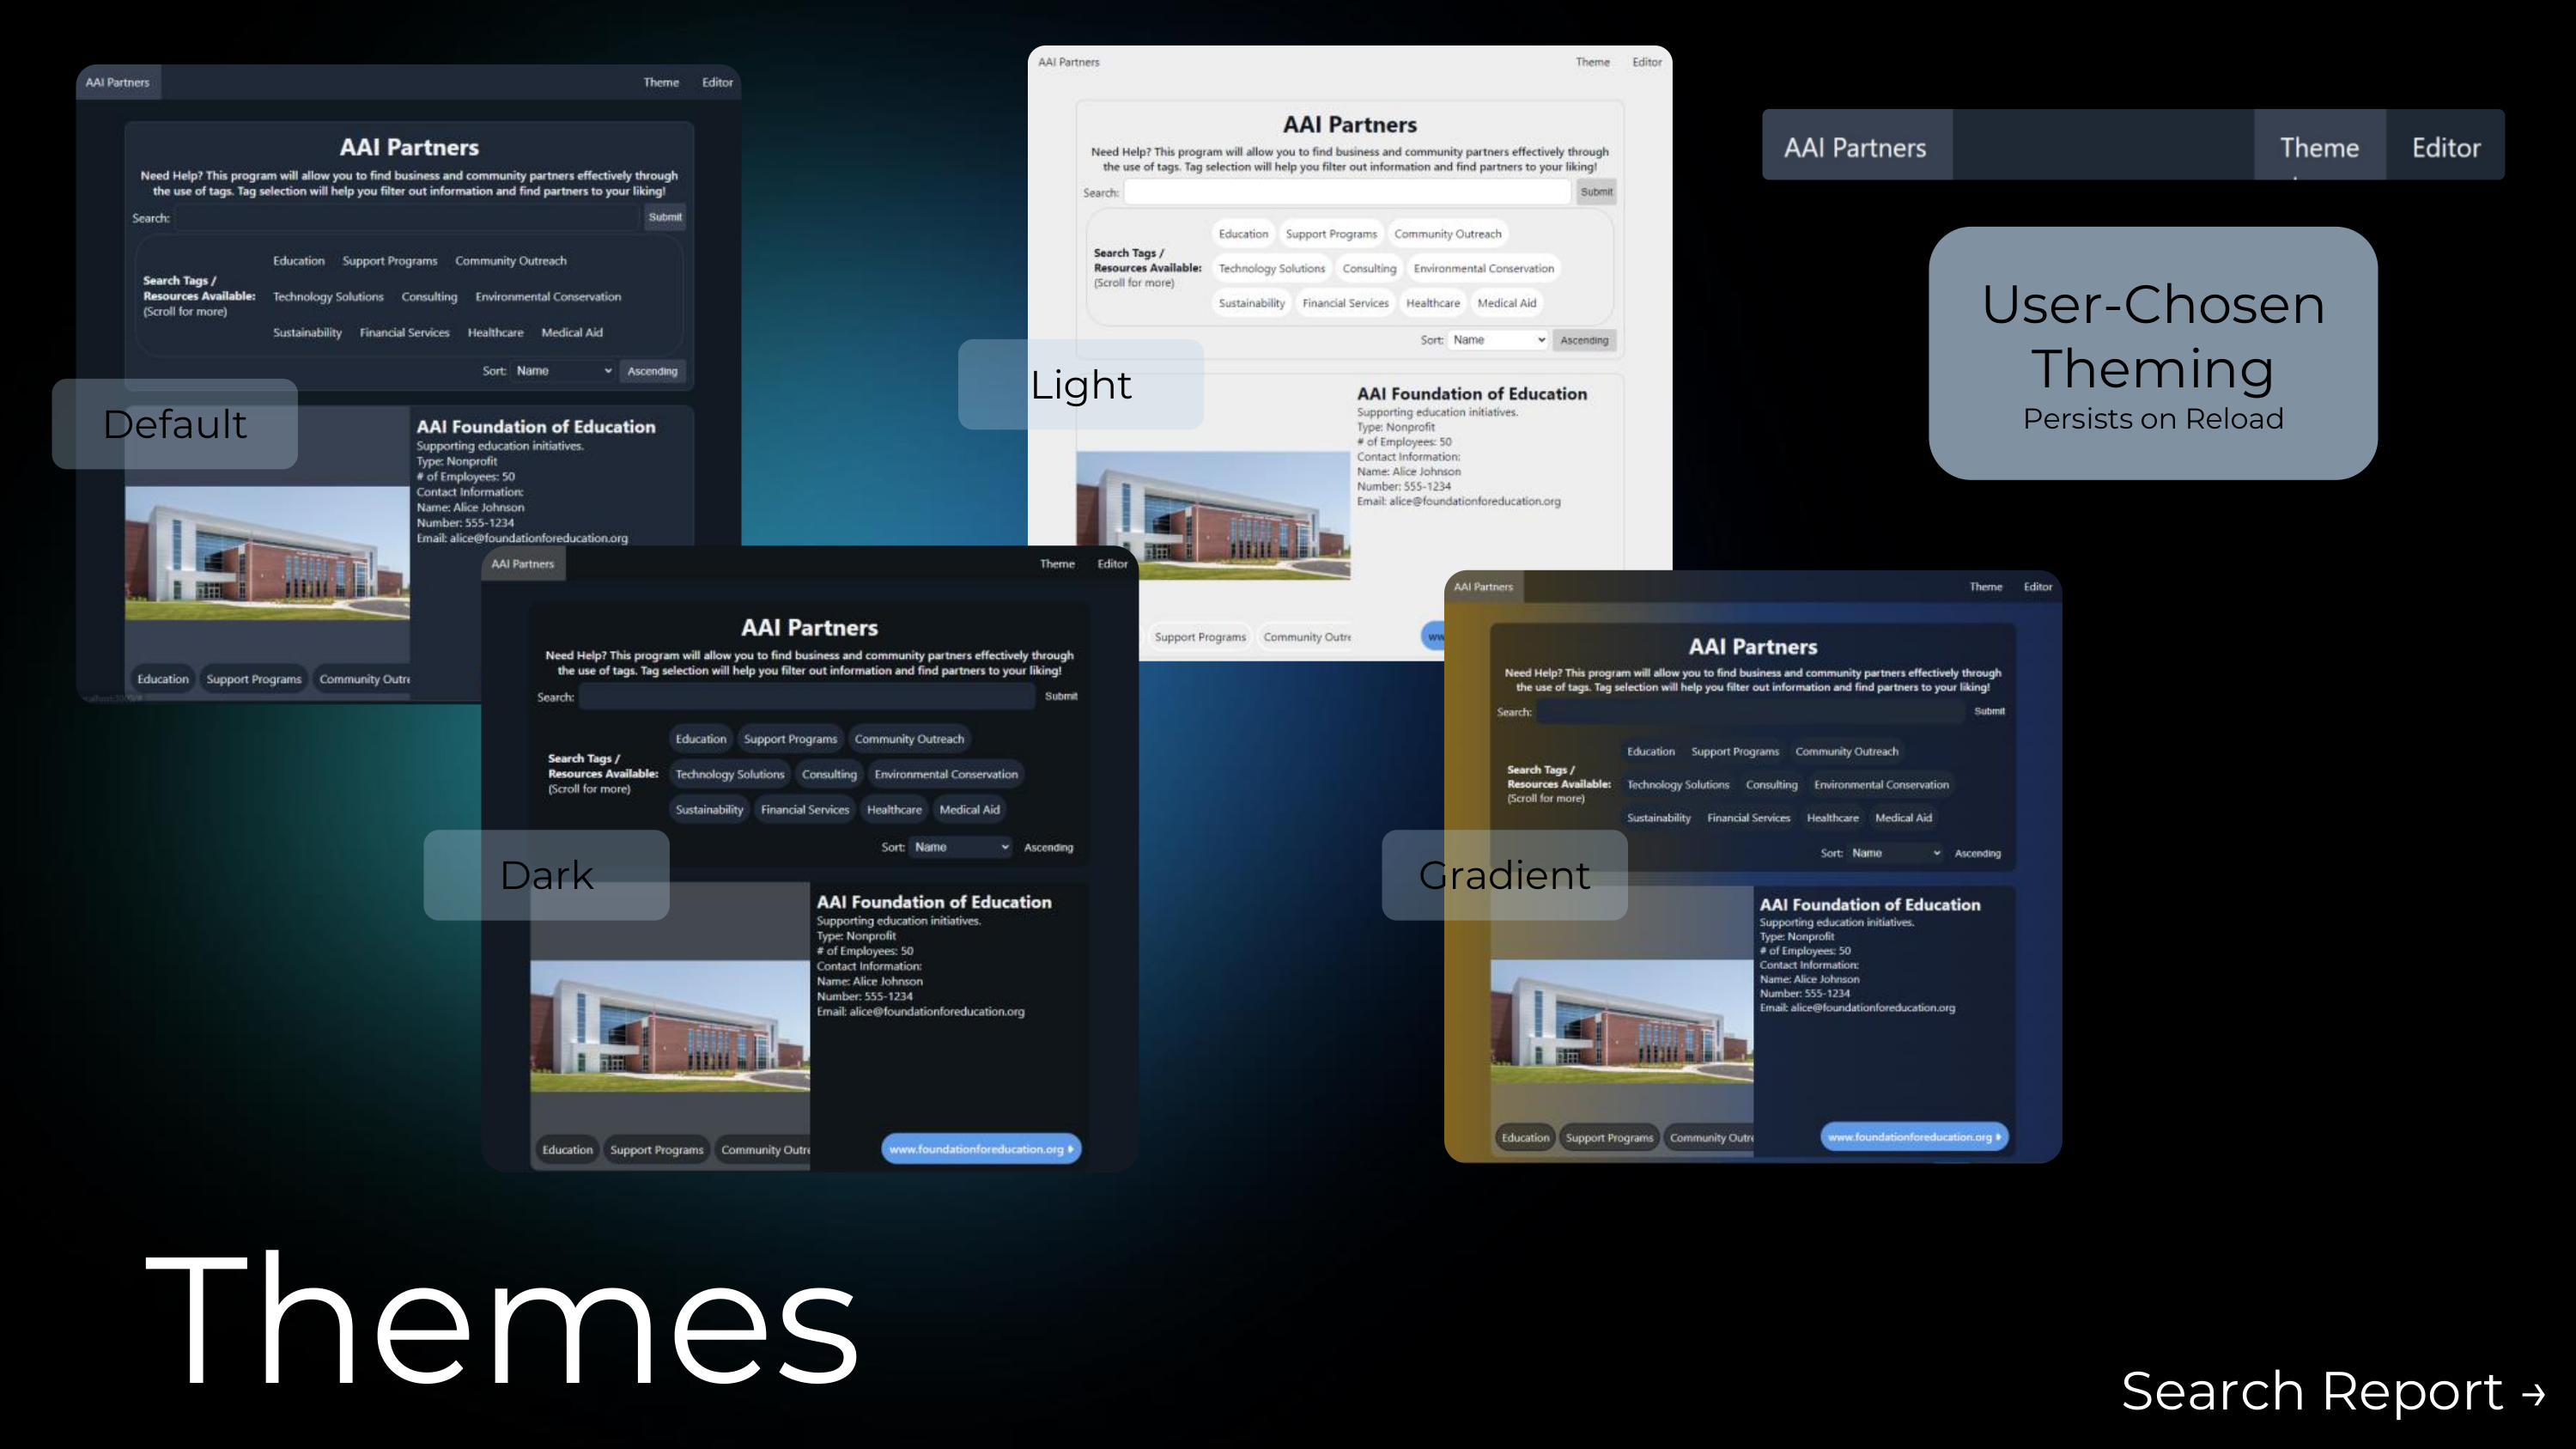 AAI Partners
Theme
Editor
AAI Partners
Need Help? This program will allow you to find business and community partners effectively through
the use of tags. Tag selection will help you filter out information and find partners to your liking!
Search:
Submit
Education
Support Programs
Community Outreach
Search Tags /
Resources Available:
(Scroll for more)
Technology Solutions
Consulting
Environmental Conservation
Sustainability
Financial Services
Healthcare
Medical Aid
Sort:
Name
Ascending
Default
AAI Foundation of Education
Supporting education initiatives.
Type: Nonprofit
# of Employees: 50
Contact Information:
Name: Alice Johnson
Number: 555-1234
Email: alice@foundationforeducation.org
Education
Support Programs
Community Outre
AAI Partners
Theme
Editor
AAI Partners
Need Help? This program will allow you to find business and community partners effectively through
the use of tags. Tag selection will help you filter out information and find partners to your liking!
Search:
Submit
Education
Support Programs
Community Outreach
Search Tags /
Resources Available:
(Scroll for more)
Technology Solutions
Consulting
Environmental Conservation
Sustainability
Financial Services
Healthcare
Medical Aid
Sort:
Name
Ascending
Light
AAI Foundation of Education
Supporting education initiatives.
Type: Nonprofit
# of Employees: 50
Contact Information:
Name: Alice Johnson
Number: 555-1234
Email: alice@foundationforeducation.org
Support Programs
Community Outre
ww
AAI Partners
Theme
Editor
User-Chosen
Theming
Persists on Reload
AAI Partners
Theme
Editor
AAI Partners
Need Help? This program will allow you to find business and community partners effectively through
the use of tags. Tag selection will help you filter out information and find partners to your liking!
Search:
Submit
Education
Support Programs
Community Outreach
Search Tags /
Resources Available:
(Scroll for more)
Technology Solutions
Consulting
Environmental Conservation
Sustainability
Financial Services
Healthcare
Medical Aid
Sort:
Name
Ascending
Dark
AAI Foundation of Education
Supporting education initiatives.
Type: Nonprofit
# of Employees: 50
Contact Information:
Name: Alice Johnson
Number: 555-1234
Email: alice@foundationforeducation.org
Education
Support Programs
Community Outre
www.foundationforeducation.org
AAI Partners
Theme
Editor
AAI Partners
Need Help? This program will allow you to find business and community partners effectively through
the use of tags. Tag selection will help you filter out information and find partners to your liking!
Search:
Submit
Education
Support Programs
Community Outreach
Search Tags /
Resources Available:
(Scroll for more)
Technology Solutions
Consulting
Environmental Conservation
Sustainability
Financial Services
Healthcare
Medical Aid
Sort:
Name
Ascending
Gradient
AAI Foundation of Education
Supporting education initiatives.
Type: Nonprofit
# of Employees: 50
Contact Information:
Name: Alice Johnson
Number: 555-1234
Email: alice@foundationforeducation.org
Education
Support Programs
Community Outre
www.foundationforeducation.org
Themes
Search Report →